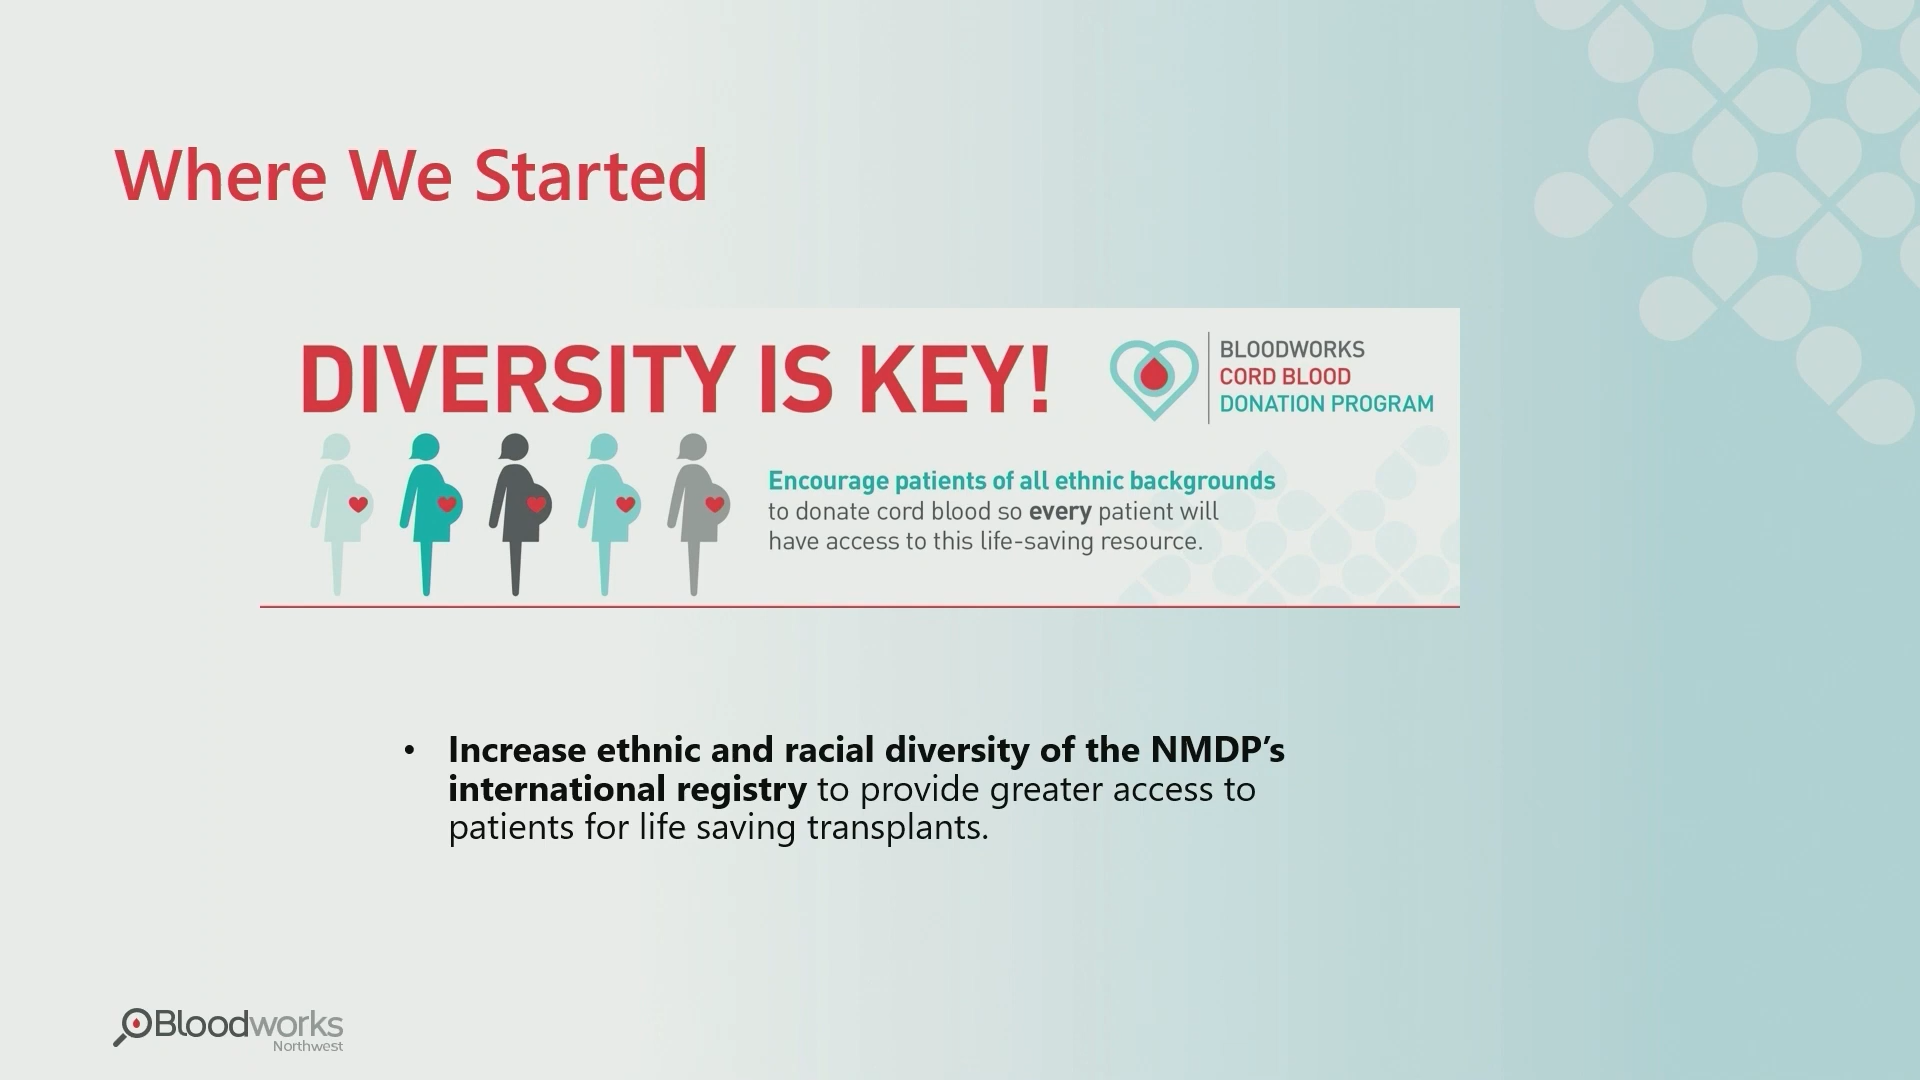 Where We Started
DIVERSITY IS KEY!
BLOODWORKS
CORD BLOOD
DONATION PROGRAM
Encourage patients of all ethnic backgrounds
to donate cord blood so every patient will
have access to this life-saving resource.
• Increase ethnic and racial diversity of the NMDP’s
international registry to provide greater access to
patients for life saving transplants.
Bloodworks
Northwest